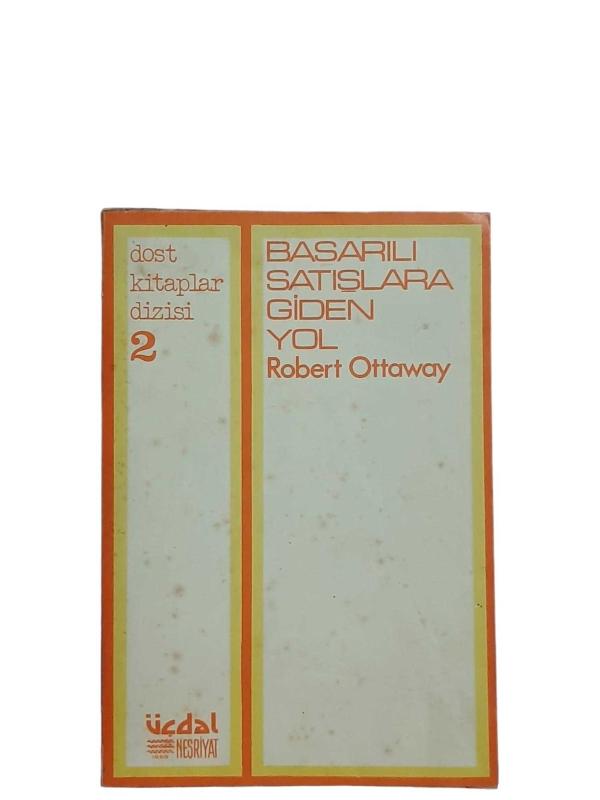 dost
kitaplar
dizisi
2
BASARILI
SATIŞLARA
GİDEN
YOL
Robert Ottaway
üçdal
NEŞRİYAT